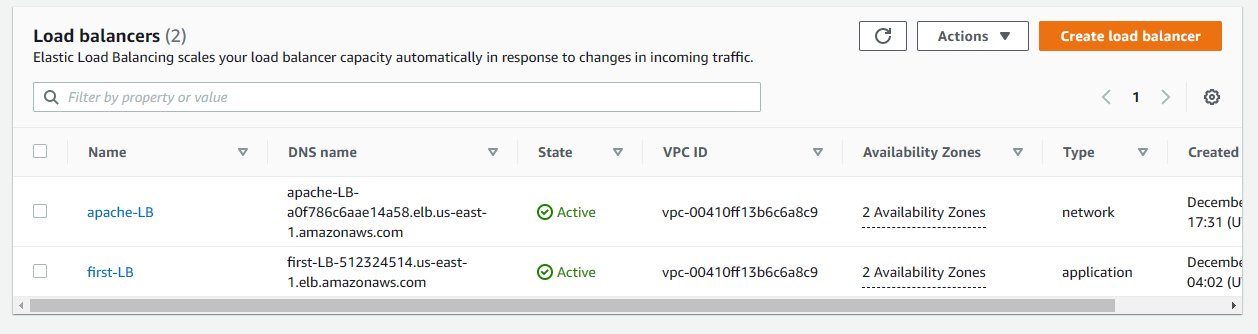 Load balancers (2)
Elastic Load Balancing scales your load balancer capacity automatically in response to changes in incoming traffic.
Actions
Create load balancer
Filter by property or value
1
Name DNS name State VPC ID Availability Zones Type Created
apache-LB-
apache-LB a0f786c6aae14a58.elb.us-east- Active vpc-00410ff13b6c6a8c9 2 Availability Zones network Decembe
1.amazonaws.com 17:31 (U
first-LB-512324514.us-east- Decembe
first-LB Active vpc-00410ff13b6c6a8c9 2 Availability Zones application
1.elb.amazonaws.com 04:02 (U